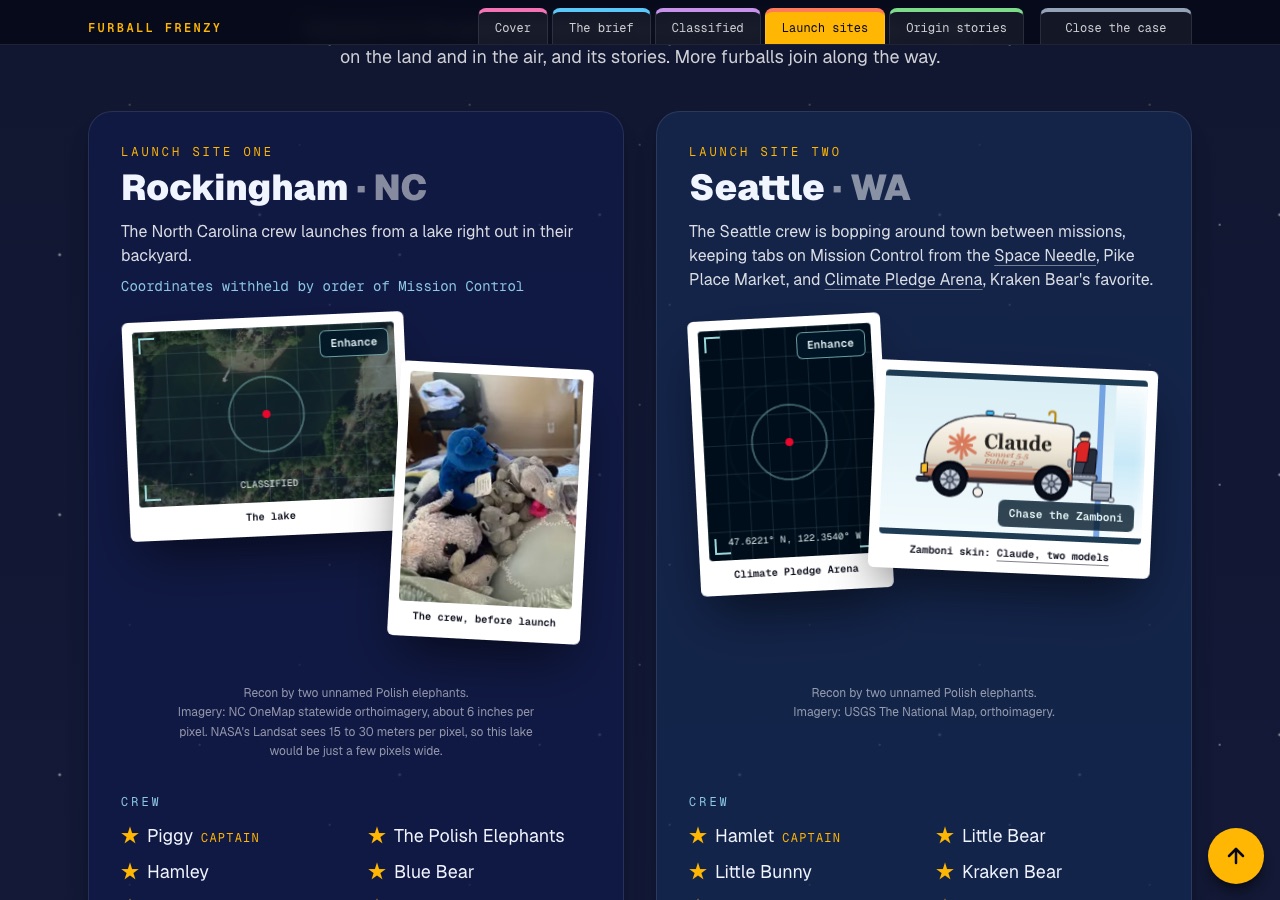 FURBALL FRENZY
Cover
The brief
Classified
Launch sites
Origin stories
Close the case
on the land and in the air, and its stories. More furballs join along the way.
LAUNCH SITE ONE
Rockingham · NC
The North Carolina crew launches from a lake right out in their
backyard.
Coordinates withheld by order of Mission Control
Enhance
CLASSIFIED
The lake
The crew, before launch
Recon by two unnamed Polish elephants.
Imagery: NC OneMap statewide orthoimagery, about 6 inches per
pixel. NASA's Landsat sees 15 to 30 meters per pixel, so this lake
would be just a few pixels wide.
CREW
★ Piggy CAPTAIN
★ The Polish Elephants
★ Hamley
★ Blue Bear
LAUNCH SITE TWO
Seattle · WA
The Seattle crew is bopping around town between missions,
keeping tabs on Mission Control from the Space Needle, Pike
Place Market, and Climate Pledge Arena, Kraken Bear's favorite.
Enhance
47.6221° N, 122.3540° W
Climate Pledge Arena
Claude
Sonnet 5.5
Fable 5.2
Chase the Zamboni
Zamboni skin: Claude, two models
Recon by two unnamed Polish elephants.
Imagery: USGS The National Map, orthoimagery.
CREW
★ Hamlet CAPTAIN
★ Little Bear
★ Little Bunny
★ Kraken Bear